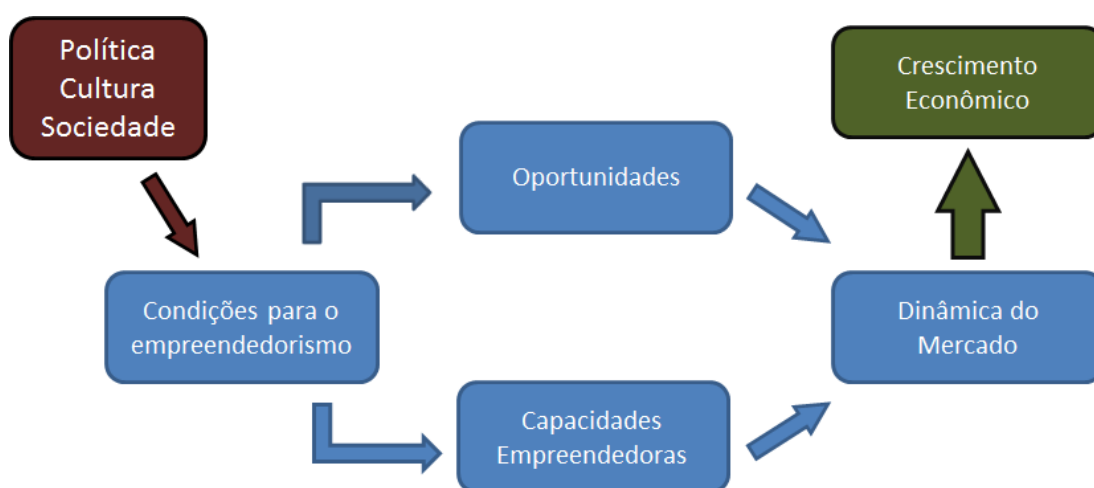 Política
Cultura
Sociedade
Crescimento
Econômico
Oportunidades
Condições para o
empreendedorismo
Dinâmica do
Mercado
Capacidades
Empreendedoras